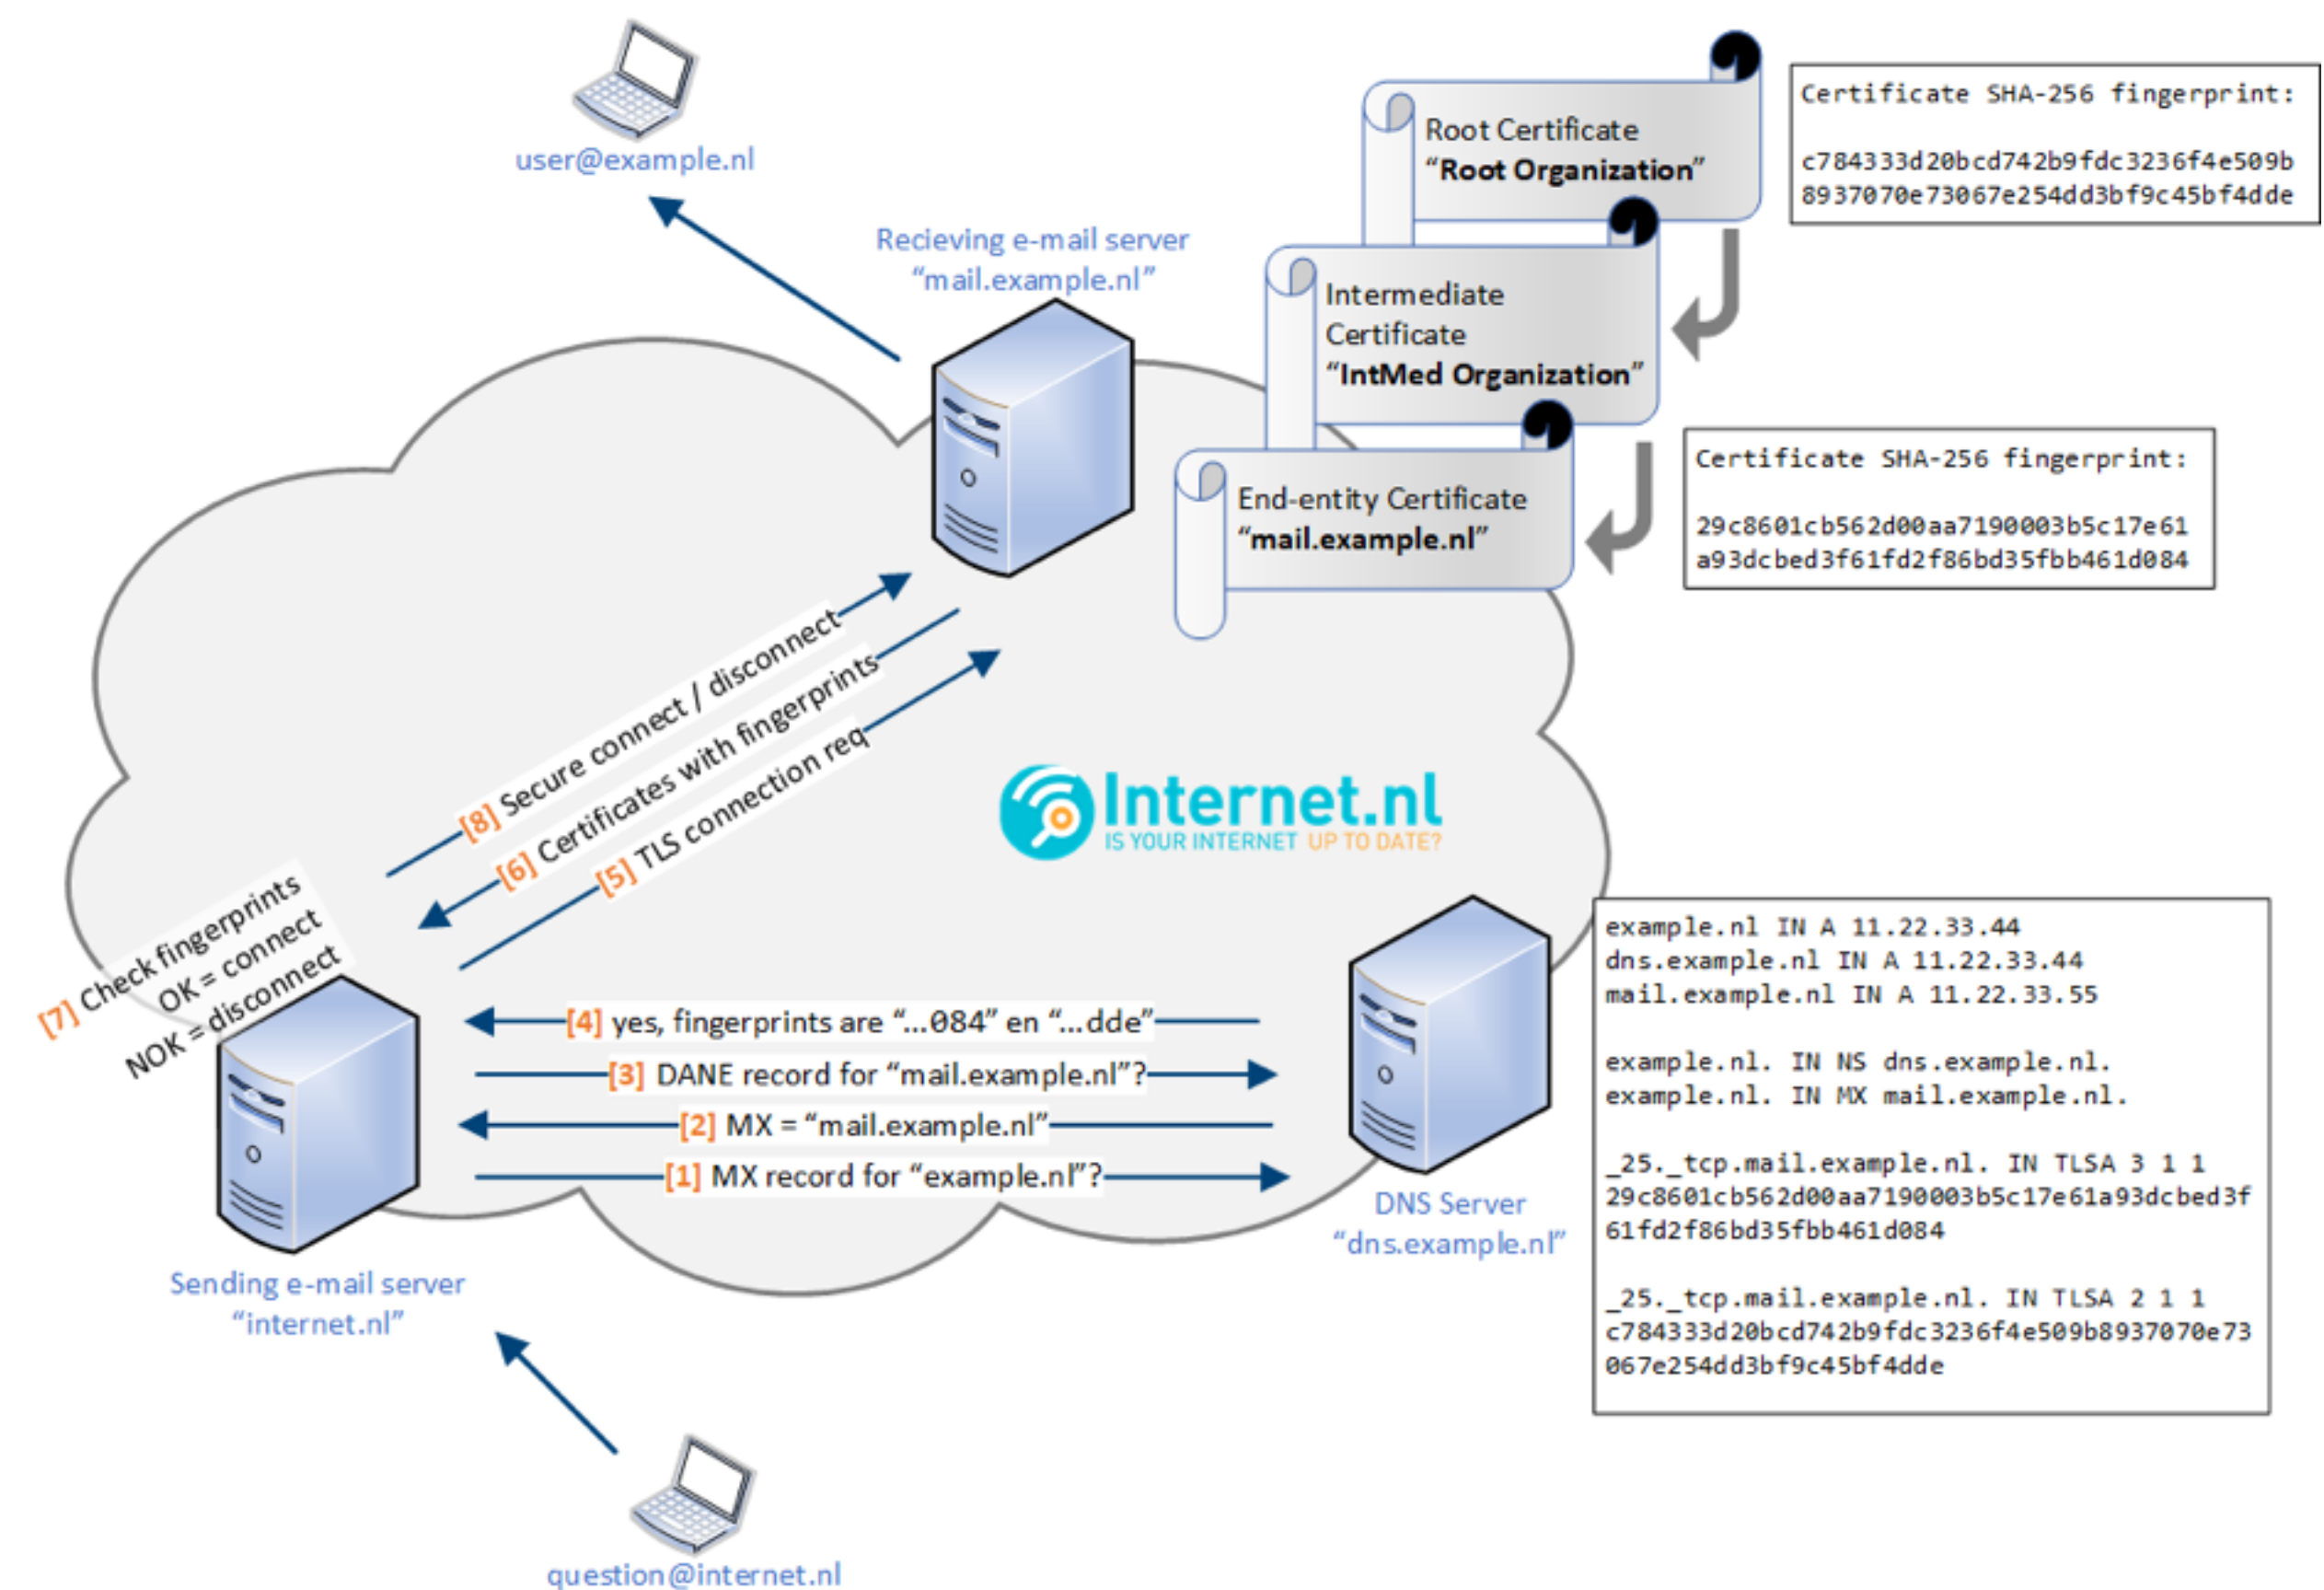 user@example.nl
Recieving e-mail server
“mail.example.nl”
Root Certificate
“Root Organization”
Certificate SHA-256 fingerprint:
c784333d20bcd742b9fdc3236f4e509b
8937070e73067e254dd3bf9c45bf4dde
Intermediate
Certificate
“IntMed Organization”
End-entity Certificate
“mail.example.nl”
Certificate SHA-256 fingerprint:
29c8601cb562d00aa7190003b5c17e61
a93dcbed3f61fd2f86bd35fbb461d084
[8] Secure connect / disconnect
[6] Certificates with fingerprints
[5] TLS connection req
Internet.nl
IS YOUR INTERNET UP TO DATE?
[7] Check fingerprints
OK = connect
NOK = disconnect
[4] yes, fingerprints are “...084” en “...dde”
[3] DANE record for “mail.example.nl”?
[2] MX = “mail.example.nl”
[1] MX record for “example.nl”?
DNS Server
“dns.example.nl”
example.nl IN A 11.22.33.44
dns.example.nl IN A 11.22.33.44
mail.example.nl IN A 11.22.33.55
example.nl. IN NS dns.example.nl.
example.nl. IN MX mail.example.nl.
_25._tcp.mail.example.nl. IN TLSA 3 1 1
29c8601cb562d00aa7190003b5c17e61a93dcbed3f
61fd2f86bd35fbb461d084
_25._tcp.mail.example.nl. IN TLSA 2 1 1
c784333d20bcd742b9fdc3236f4e509b8937070e73
067e254dd3bf9c45bf4dde
Sending e-mail server
“internet.nl”
question@internet.nl